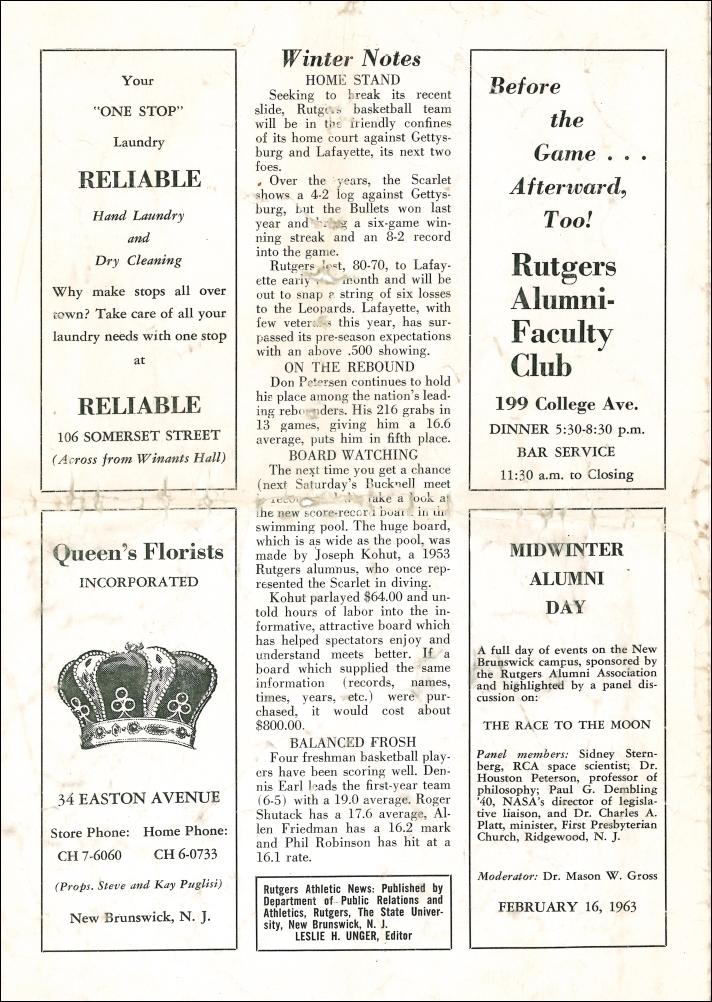 Your
"ONE STOP"
Laundry
RELIABLE
Hand Laundry
and
Dry Cleaning
Why make stops all over
town? Take care of all your
laundry needs with one stop
at
RELIABLE
106 SOMERSET STREET
(Across from Winants Hall)
Queen's Florists
INCORPORATED
34 EASTON AVENUE
Store Phone: Home Phone:
CH 7-6060 CH 6-0733
(Props. Steve and Kay Puglisi)
New Brunswick, N. J.
Winter Notes
HOME STAND
Seeking to break its recent
slide, Rutgers basketball team
will be in the friendly confines
of its home court against Gettys-
burg and Lafayette, its next two
foes.
Over the years, the Scarlet
shows a 4-2 log against Gettys-
burg, but the Bullets won last
year and bring a six-game win-
ning streak and an 8-2 record
into the game.
Rutgers lost, 80-70, to Lafay-
ette early month and will be
out to snap a string of six losses
to the Leopards. Lafayette, with
few veterans this year, has sur-
passed its pre-season expectations
with an above .500 showing.
ON THE REBOUND
Don Petersen continues to hold
his place among the nation's lead-
ing rebounders. His 216 grabs in
13 games, giving him a 16.6
average, puts him in fifth place.
BOARD WATCHING
The next time you get a chance
(next Saturday's Bucknell meet
take a look at
the new score-record board in the
swimming pool. The huge board,
which is as wide as the pool, was
made by Joseph Kohut, a 1953
Rutgers alumnus, who once rep-
resented the Scarlet in diving.
Kohut parlayed $64.00 and un-
told hours of labor into the in-
formative, attractive board which
has helped spectators enjoy and
understand meets better. If a
board which supplied the same
information (records, names,
times, years, etc.) were pur-
chased, it would cost about
$800.00.
BALANCED FROSH
Four freshman basketball play-
ers have been scoring well. Den-
nis Earl leads the first-year team
(6-5) with a 19.0 average. Roger
Shutack has a 17.6 average, Al-
len Friedman has a 16.2 mark
and Phil Robinson has hit at a
16.1 rate.
Rutgers Athletic News: Published by
Department of Public Relations and
Athletics, Rutgers, The State Univer-
sity, New Brunswick, N. J.
LESLIE H. UNGER, Editor
Before
the
Game . . .
Afterward,
Too!
Rutgers
Alumni-
Faculty
Club
199 College Ave.
DINNER 5:30-8:30 p.m.
BAR SERVICE
11:30 a.m. to Closing
MIDWINTER
ALUMNI
DAY
A full day of events on the New
Brunswick campus, sponsored by
the Rutgers Alumni Association
and highlighted by a panel dis-
cussion on:
THE RACE TO THE MOON
Panel members: Sidney Stern-
berg, RCA space scientist; Dr.
Houston Peterson, professor of
philosophy; Paul G. Dembling
'40, NASA's director of legisla-
tive liaison, and Dr. Charles A.
Platt, minister, First Presbyterian
Church, Ridgewood, N. J.
Moderator: Dr. Mason W. Gross
FEBRUARY 16, 1963